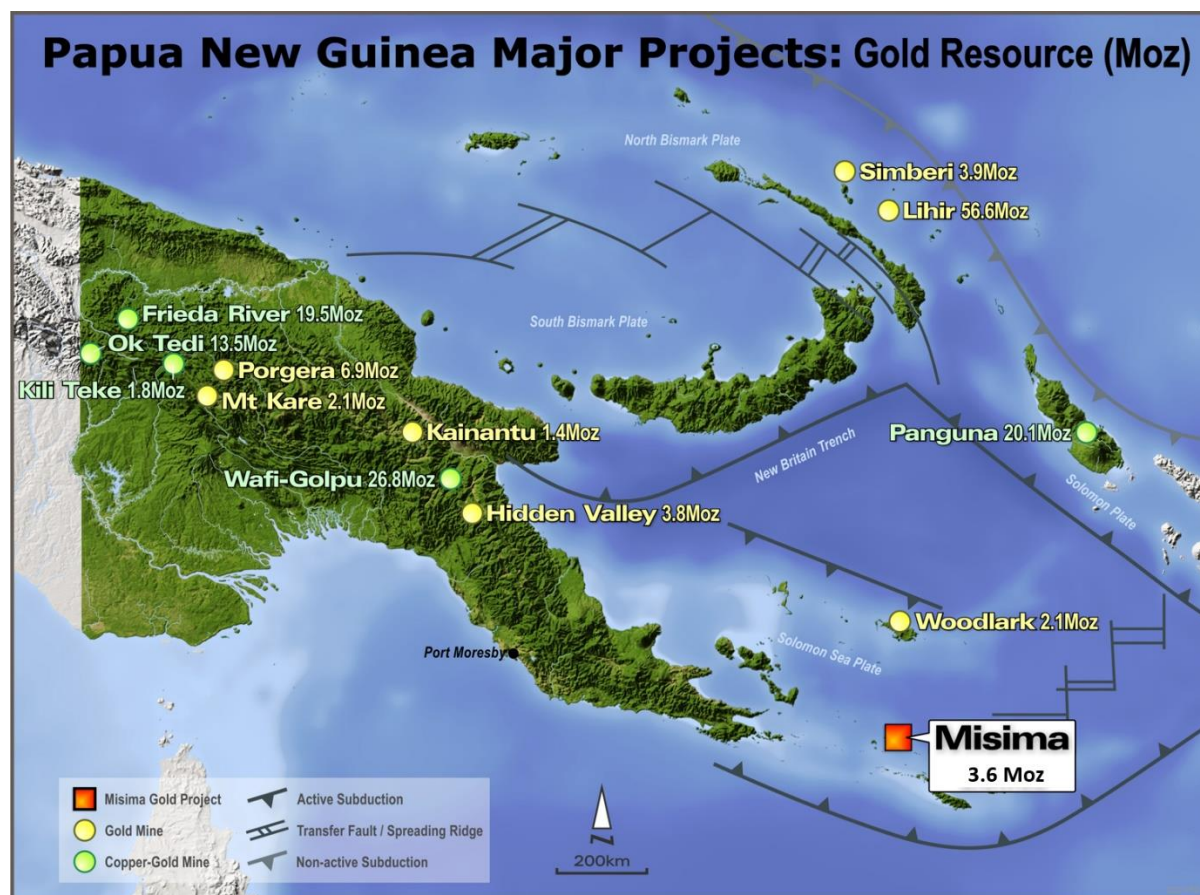 Papua New Guinea Major Projects: Gold Resource (Moz)
North Bismark Plate
Simberi 3.9Moz
Lihir 56.6Moz
Frieda River 19.5Moz
South Bismark Plate
Ok Tedi 13.5Moz
Porgera 6.9Moz
Kili Teke 1.8Moz
Mt Kare 2.1Moz
Kainantu 1.4Moz
Panguna 20.1Moz
New Britain Trench
Wafi-Golpu 26.8Moz
Solomon Plate
Hidden Valley 3.8Moz
Woodlark 2.1Moz
Solomon Sea Plate
Port Moresby
Misima
3.6 Moz
Misima Gold Project
Active Subduction
Gold Mine
Transfer Fault / Spreading Ridge
Copper-Gold Mine
Non-active Subduction
N
200km